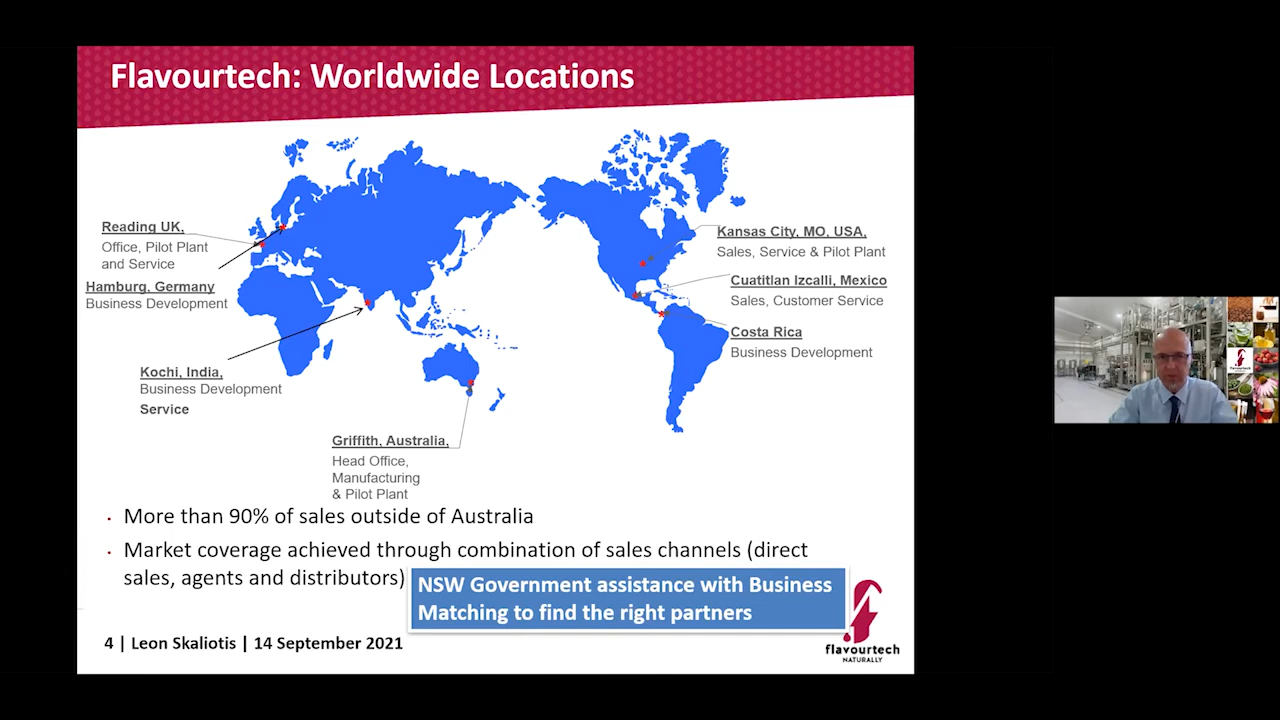 Flavourtech: Worldwide Locations
Reading UK,
Office, Pilot Plant
and Service
Hamburg, Germany
Business Development
Kochi, India,
Business Development
Service
Griffith, Australia,
Head Office,
Manufacturing
& Pilot Plant
Kansas City, MO, USA,
Sales, Service & Pilot Plant
Cuatitlan Izcalli, Mexico
Sales, Customer Service
Costa Rica
Business Development
• More than 90% of sales outside of Australia
• Market coverage achieved through combination of sales channels (direct
sales, agents and distributors)
NSW Government assistance with Business
Matching to find the right partners
4 | Leon Skaliotis | 14 September 2021
flavourtech
NATURALLY